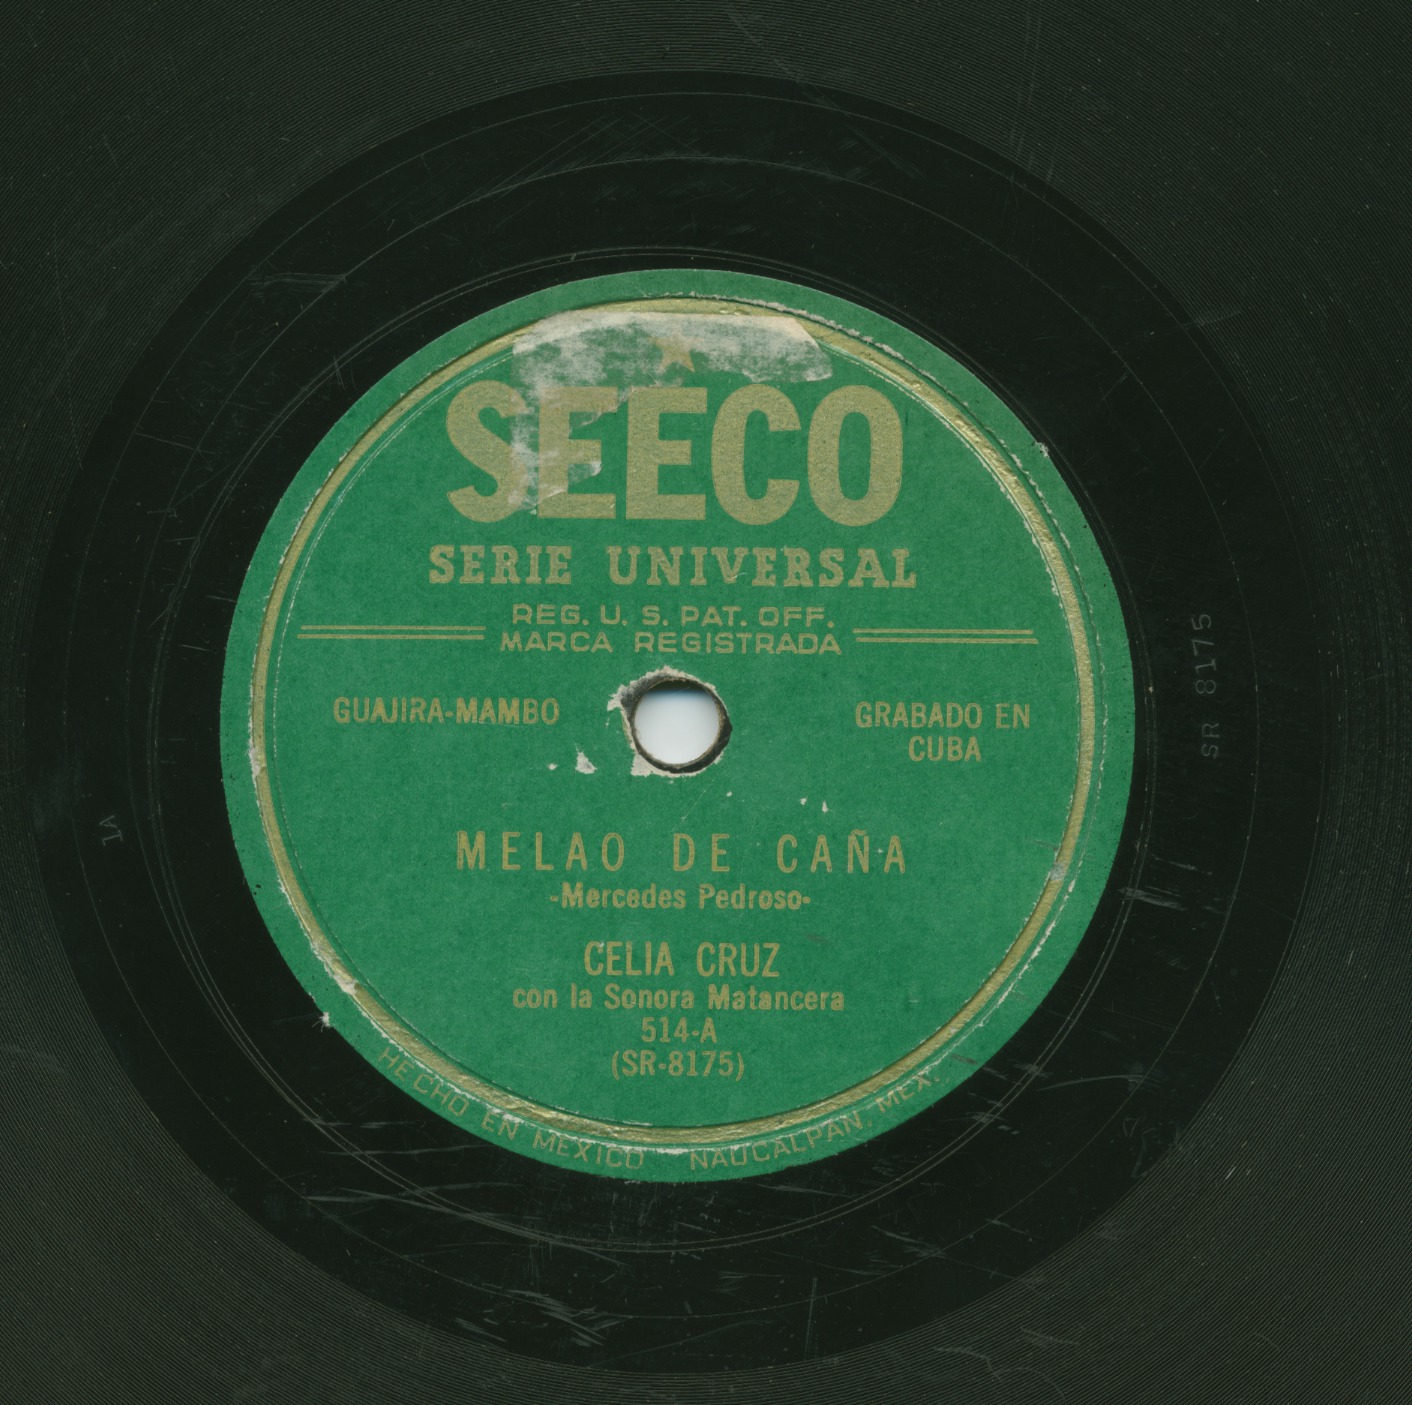 SEECO
SERIE UNIVERSAL
REG. U. S. PAT. OFF.
MARCA REGISTRADA
GUAJIRA-MAMBO
GRABADO EN
CUBA
MELAO DE CAÑA
-Mercedes Pedroso-
CELIA CRUZ
con la Sonora Matancera
514-A
(SR-8175)
HECHO EN MEXICO NAUCALPAN, MEX.
SR 8175
1A